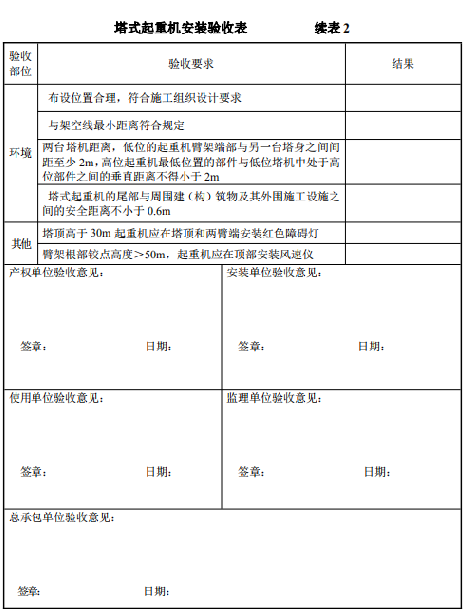 塔式起重机安装验收表 续表 2
验收部位 验收要求 结果
环境
布设位置合理，符合施工组织设计要求
与架空线最小距离符合规定
两台塔机距离，低位的起重机臂架端部与另一台塔身之间间
距至少 2m，高位起重机最低位置的部件与低位塔机中处于高
位部件之间的垂直距离不得小于 2m
塔式起重机的尾部与周围建（构）筑物及其外围施工设施之
间的安全距离不小于 0.6m
其他
塔顶高于 30m 起重机应在塔顶和两臂端安装红色障碍灯
臂架根部铰点高度＞50m，起重机应在顶部安装风速仪
产权单位验收意见： 安装单位验收意见：
签章： 日期： 签章： 日期：
使用单位验收意见： 监理单位验收意见：
签章： 日期： 签章： 日期：
总承包单位验收意见：
签章： 日期：